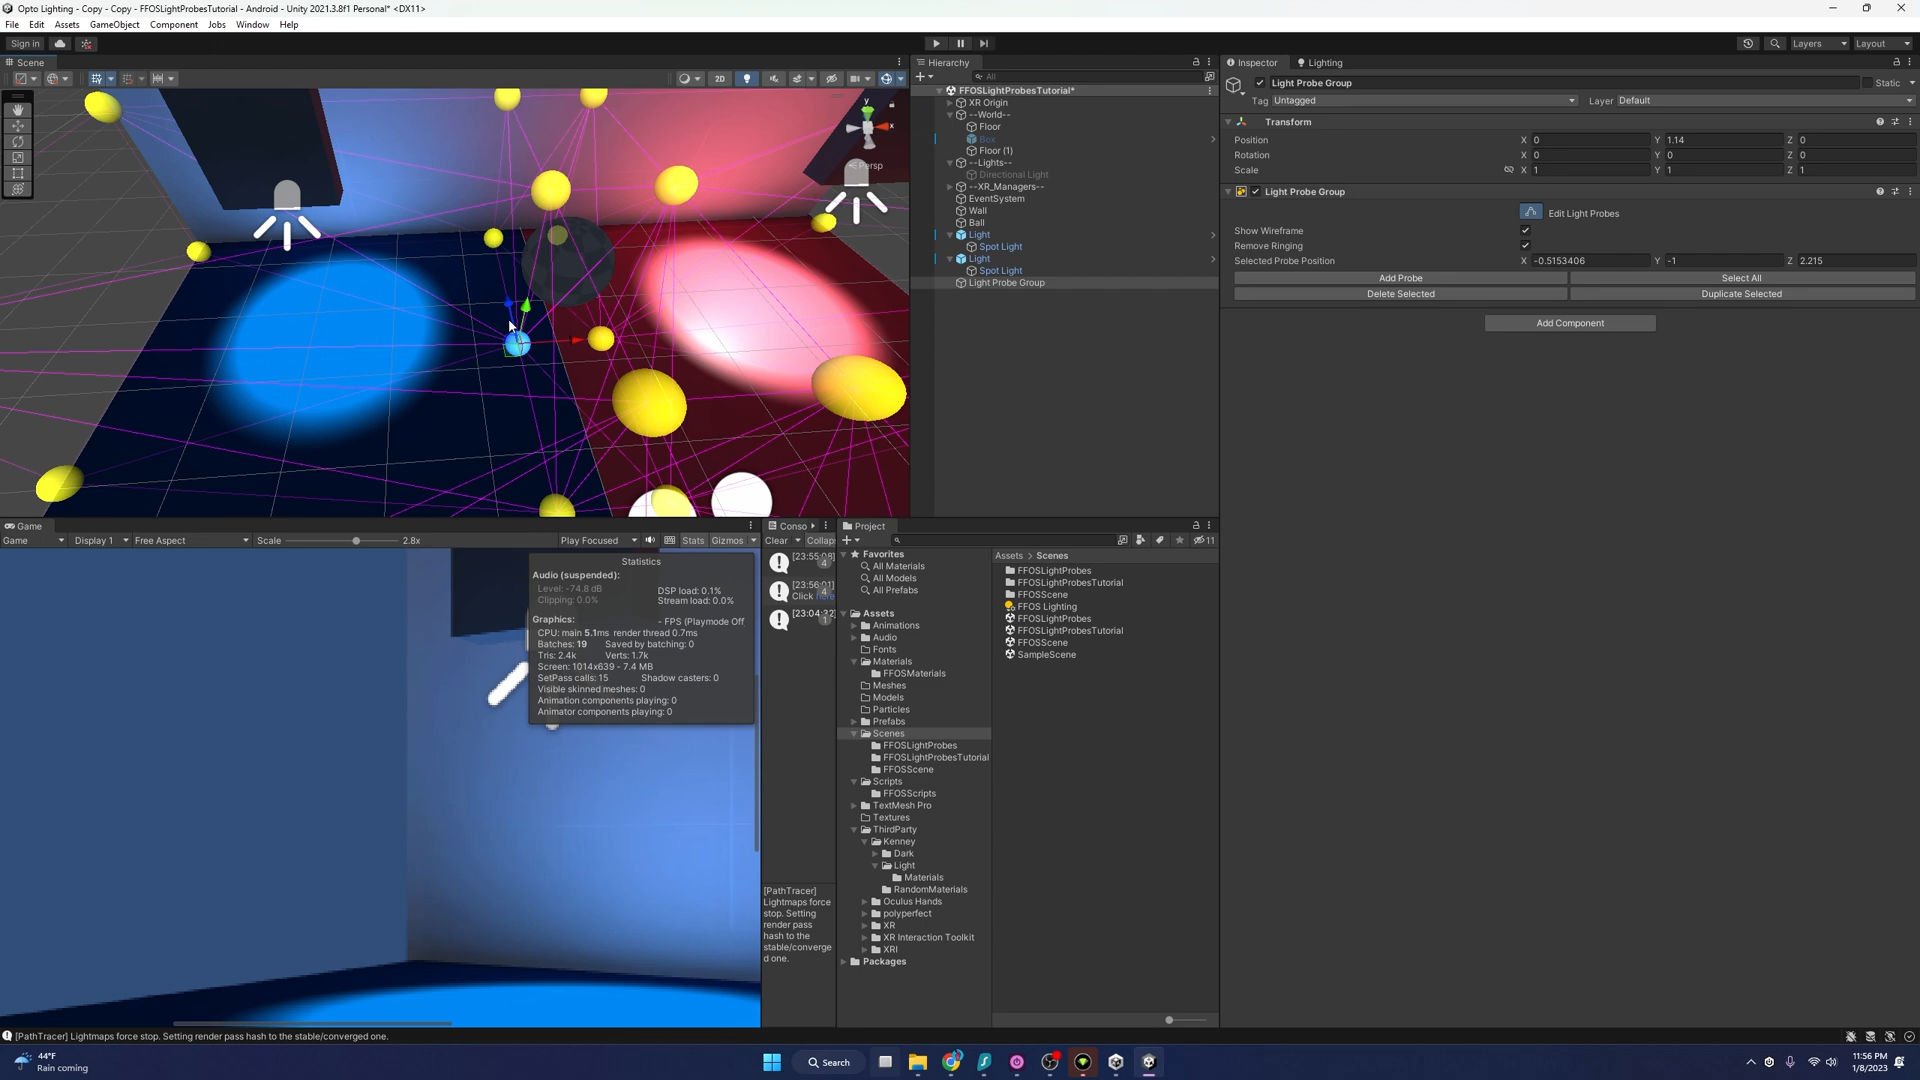 Opto Lighting - Copy - Copy - FFOSLightProbesTutorial - Android - Unity 2021.3.8f1 Personal* <DX11>
File Edit Assets GameObject Component Jobs Window Help
Sign in
Layers Layout
Scene
2D
y
x
Persp
Hierarchy
All
FFOSLightProbesTutorial*
XR Origin
--World--
Floor
Box
Floor (1)
--Lights--
Directional Light
--XR_Managers--
EventSystem
Wall
Ball
Light
Spot Light
Light
Spot Light
Light Probe Group
Inspector Lighting
Light Probe Group Static
Tag Untagged Layer Default
Transform
Position X 0 Y 1.14 Z 0
Rotation X 0 Y 0 Z 0
Scale X 1 Y 1 Z 1
Light Probe Group
Edit Light Probes
Show Wireframe
Remove Ringing
Selected Probe Position X -0.5153406 Y -1 Z 2.215
Add Probe Select All
Delete Selected Duplicate Selected
Add Component
Game
Game Display 1 Free Aspect Scale 2.8x Play Focused Stats Gizmos
Statistics
Audio (suspended):
Level: -74.8 dB DSP load: 0.1%
Clipping: 0.0% Stream load: 0.0%
Graphics: - FPS (Playmode Off
CPU: main 5.1ms render thread 0.7ms
Batches: 19 Saved by batching: 0
Tris: 2.4k Verts: 1.7k
Screen: 1014x639 - 7.4 MB
SetPass calls: 15 Shadow casters: 0
Visible skinned meshes: 0
Animation components playing: 0
Animator components playing: 0
Conso
Clear Collaps
[23:55:08] 4
[23:56:01] 4
Click here
[23:04:32] 1
[PathTracer]
Lightmaps force
stop. Setting
render pass
hash to the
stable/converge
d one.
Project
11
Favorites
All Materials
All Models
All Prefabs
Assets
Animations
Audio
Fonts
Materials
FFOSMaterials
Meshes
Models
Particles
Prefabs
Scenes
FFOSLightProbes
FFOSLightProbesTutorial
FFOSScene
Scripts
FFOSScripts
TextMesh Pro
Textures
ThirdParty
Kenney
Dark
Light
Materials
RandomMaterials
Oculus Hands
polyperfect
XR
XR Interaction Toolkit
XRI
Packages
Assets Scenes
FFOSLightProbes
FFOSLightProbesTutorial
FFOSScene
FFOS Lighting
FFOSLightProbes
FFOSLightProbesTutorial
FFOSScene
SampleScene
[PathTracer] Lightmaps force stop. Setting render pass hash to the stable/converged one.
44°F
Rain coming
Search
11:56 PM
1/8/2023